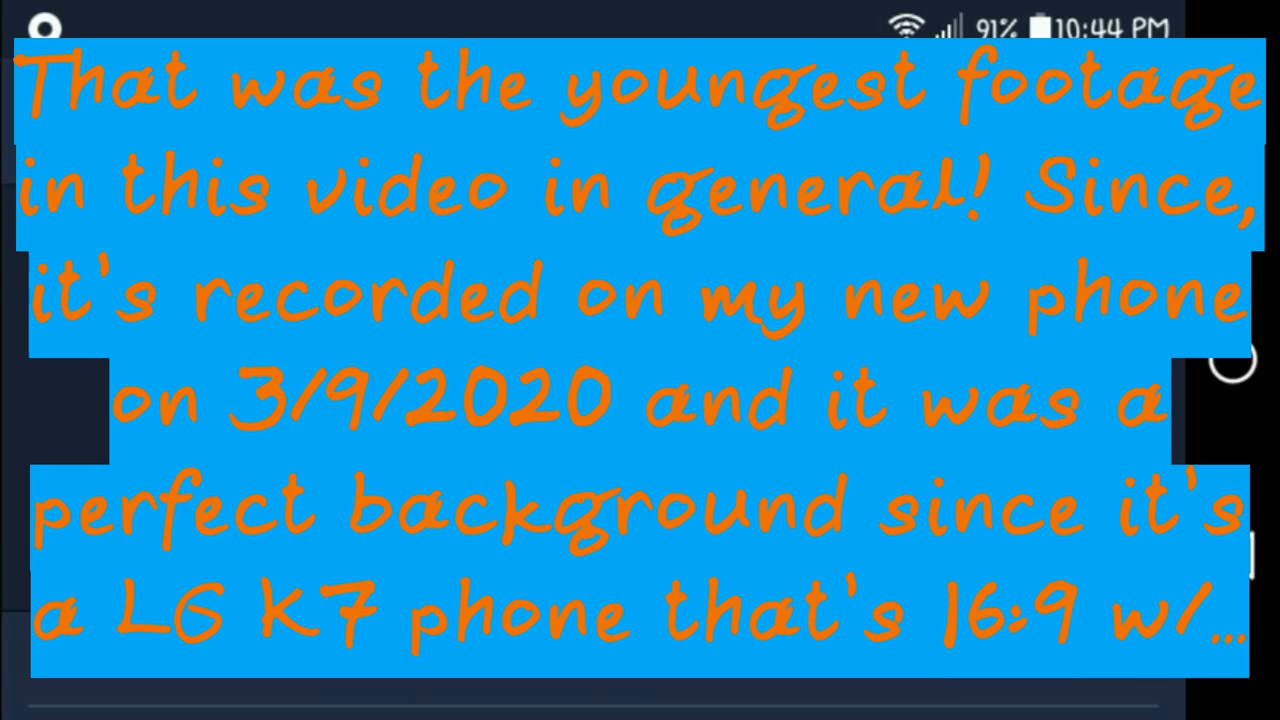 91% 10:44 PM
That was the youngest footage
in this video in general! Since,
it's recorded on my new phone
on 3/9/2020 and it was a
perfect background since it's
a LG K7 phone that's 16:9 w/...